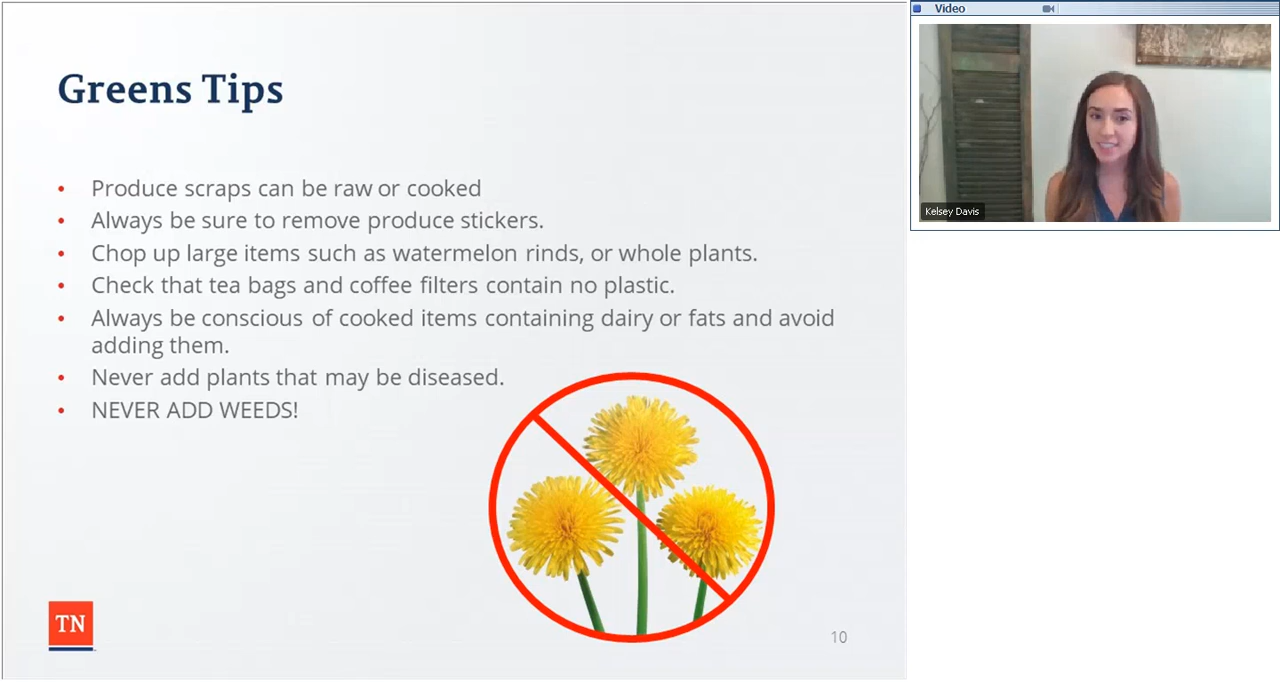 Greens Tips
• Produce scraps can be raw or cooked
• Always be sure to remove produce stickers.
• Chop up large items such as watermelon rinds, or whole plants.
• Check that tea bags and coffee filters contain no plastic.
• Always be conscious of cooked items containing dairy or fats and avoid
adding them.
• Never add plants that may be diseased.
• NEVER ADD WEEDS!
TN
10
Video
Kelsey Davis